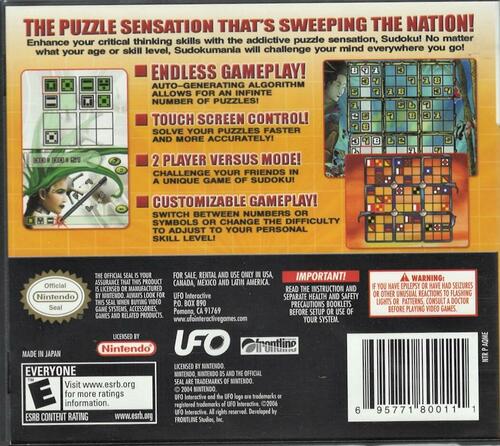 THE PUZZLE SENSATION THAT'S SWEEPING THE NATION!
Enhance your critical thinking skills with the addictive puzzle sensation, Sudoku! No matter
what your age or skill level, Sudokumania will challenge your mind everywhere you go!
ENDLESS GAMEPLAY!
AUTO-GENERATING ALGORITHM
ALLOWS FOR AN INFINITE
NUMBER OF PUZZLES!
TOUCH SCREEN CONTROL!
SOLVE YOUR PUZZLES FASTER
AND MORE ACCURATELY!
2 PLAYER VERSUS MODE!
CHALLENGE YOUR FRIENDS IN
A UNIQUE GAME OF SUDOKU!
CUSTOMIZABLE GAMEPLAY!
SWITCH BETWEEN NUMBERS OR
SYMBOLS OR CHANGE THE DIFFICULTY
TO ADJUST TO YOUR PERSONAL
SKILL LEVEL!
Official
Nintendo
Seal
THE OFFICIAL SEAL IS YOUR
ASSURANCE THAT THIS PRODUCT
IS LICENSED OR MANUFACTURED
BY NINTENDO. ALWAYS LOOK FOR
THIS SEAL WHEN BUYING VIDEO
GAME SYSTEMS, ACCESSORIES,
GAMES AND RELATED PRODUCTS.
FOR SALE, RENTAL AND USE ONLY IN USA,
CANADA, MEXICO AND LATIN AMERICA.
UFO Interactive
P.O. BOX 890
Pomona, CA 91769
www.ufointeractivegames.com
IMPORTANT!
READ THE INSTRUCTION AND
SEPARATE HEALTH AND SAFETY
PRECAUTIONS BOOKLETS
BEFORE SETUP OR USE OF
YOUR SYSTEM.
WARNING:
IF YOU HAVE EPILEPSY OR HAVE HAD SEIZURES
OR OTHER UNUSUAL REACTIONS TO FLASHING
LIGHTS OR PATTERNS, CONSULT A DOCTOR
BEFORE PLAYING VIDEO GAMES.
MADE IN JAPAN
LICENSED BY
Nintendo
UFO
frontline
EVERYONE
E
Visit www.esrb.org
for more ratings
information.
ESRB CONTENT RATING www.esrb.org
LICENSED BY NINTENDO.
NINTENDO, NINTENDO DS AND THE OFFICIAL
SEAL ARE TRADEMARKS OF NINTENDO.
© 2004 NINTENDO.
UFO Interactive and the UFO logo are trademarks or
registered trademarks of UFO Interactive. ©2006
UFO Interactive. All rights reserved. Developed by
FRONTLINE Studios, Inc.
6 95771 80011 1
NTR P AQME